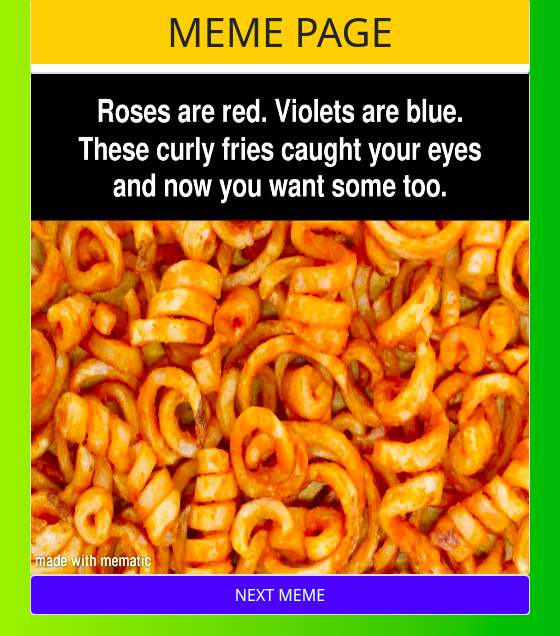 MEME PAGE
Roses are red. Violets are blue.
These curly fries caught your eyes
and now you want some too.
made with mematic
NEXT MEME